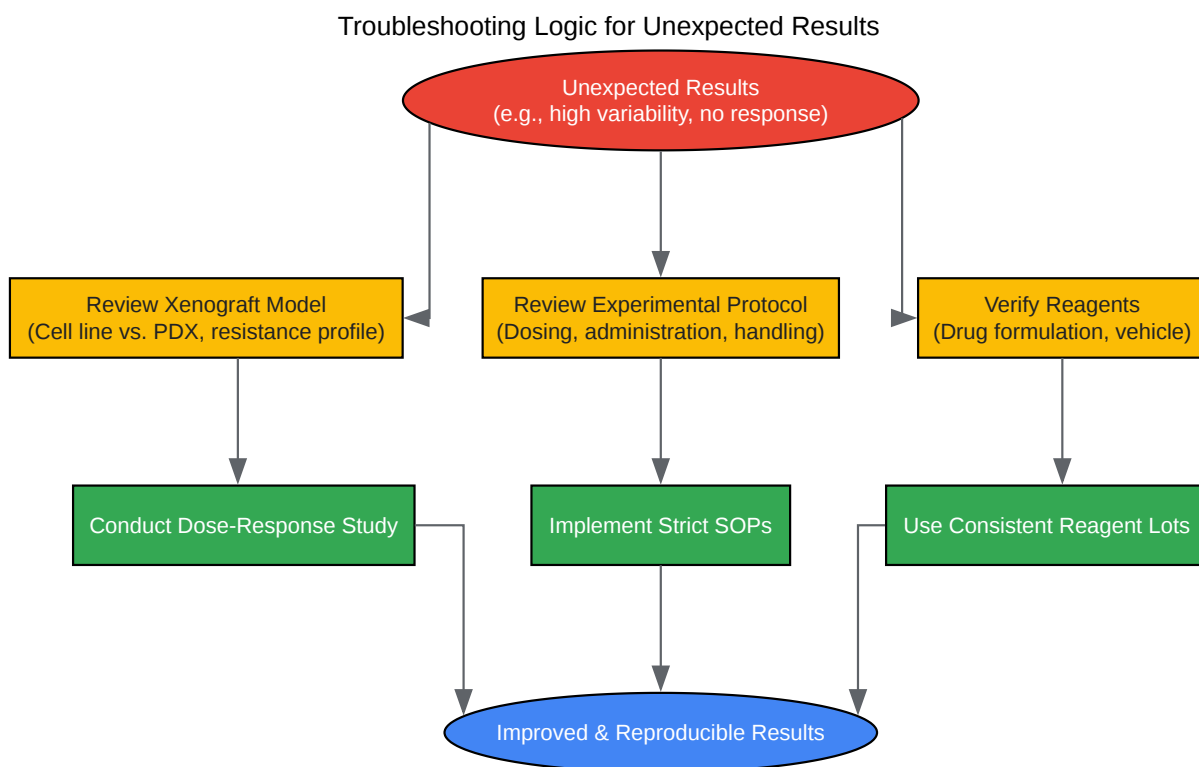 Troubleshooting Logic for Unexpected Results
Unexpected Results
(e.g., high variability, no response)
Review Xenograft Model
(Cell line vs. PDX, resistance profile)
Review Experimental Protocol
(Dosing, administration, handling)
Verify Reagents
(Drug formulation, vehicle)
Conduct Dose-Response Study
Implement Strict SOPs
Use Consistent Reagent Lots
Improved & Reproducible Results